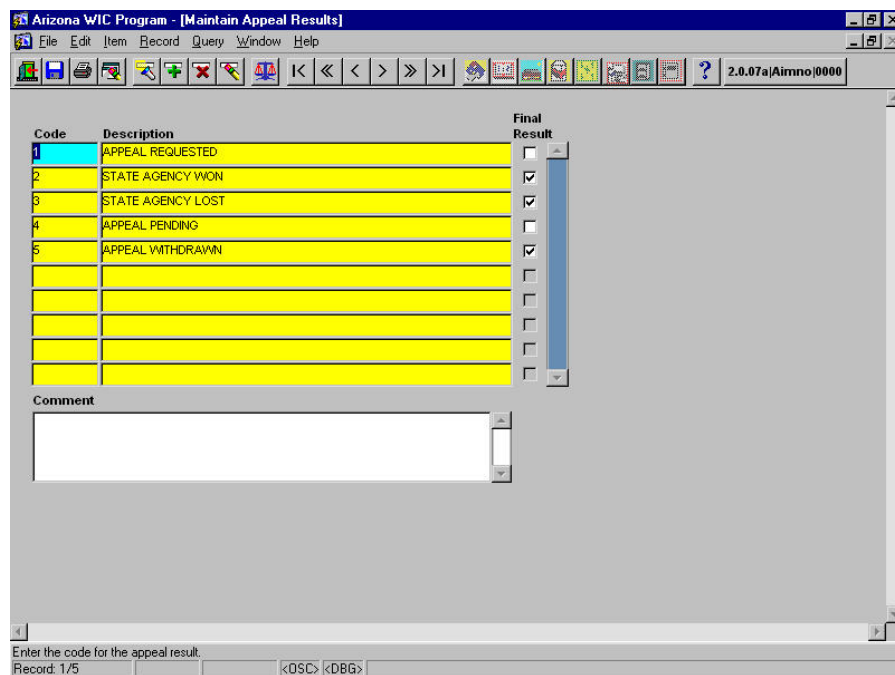 Arizona WIC Program - [Maintain Appeal Results]
File Edit Item Record Query Window Help
? 2.0.07a|Aimno|0000
Final
Code Description Result
1 APPEAL REQUESTED
2 STATE AGENCY WON
3 STATE AGENCY LOST
4 APPEAL PENDING
5 APPEAL WITHDRAWN
Comment
Enter the code for the appeal result.
Record: 1/5 <OSC> <DBG>